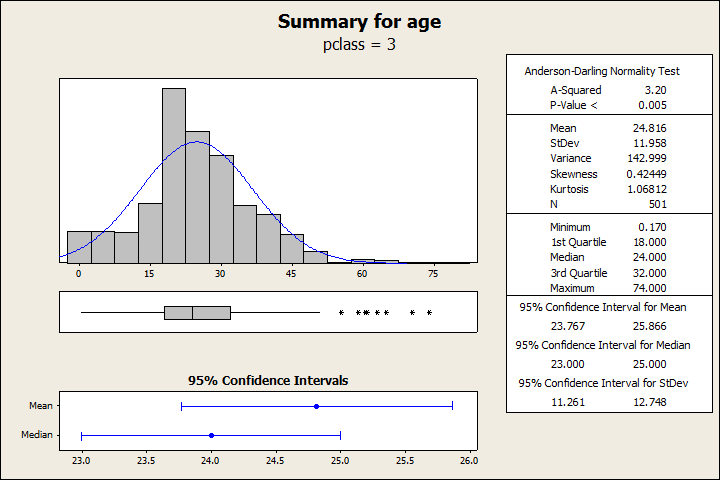 Summary for age
pclass = 3
0 15 30 45 60 75
95% Confidence Intervals
Mean
Median
23.0 23.5 24.0 24.5 25.0 25.5 26.0
Anderson-Darling Normality Test
A-Squared 3.20
P-Value < 0.005
Mean 24.816
StDev 11.958
Variance 142.999
Skewness 0.42449
Kurtosis 1.06812
N 501
Minimum 0.170
1st Quartile 18.000
Median 24.000
3rd Quartile 32.000
Maximum 74.000
95% Confidence Interval for Mean
23.767 25.866
95% Confidence Interval for Median
23.000 25.000
95% Confidence Interval for StDev
11.261 12.748